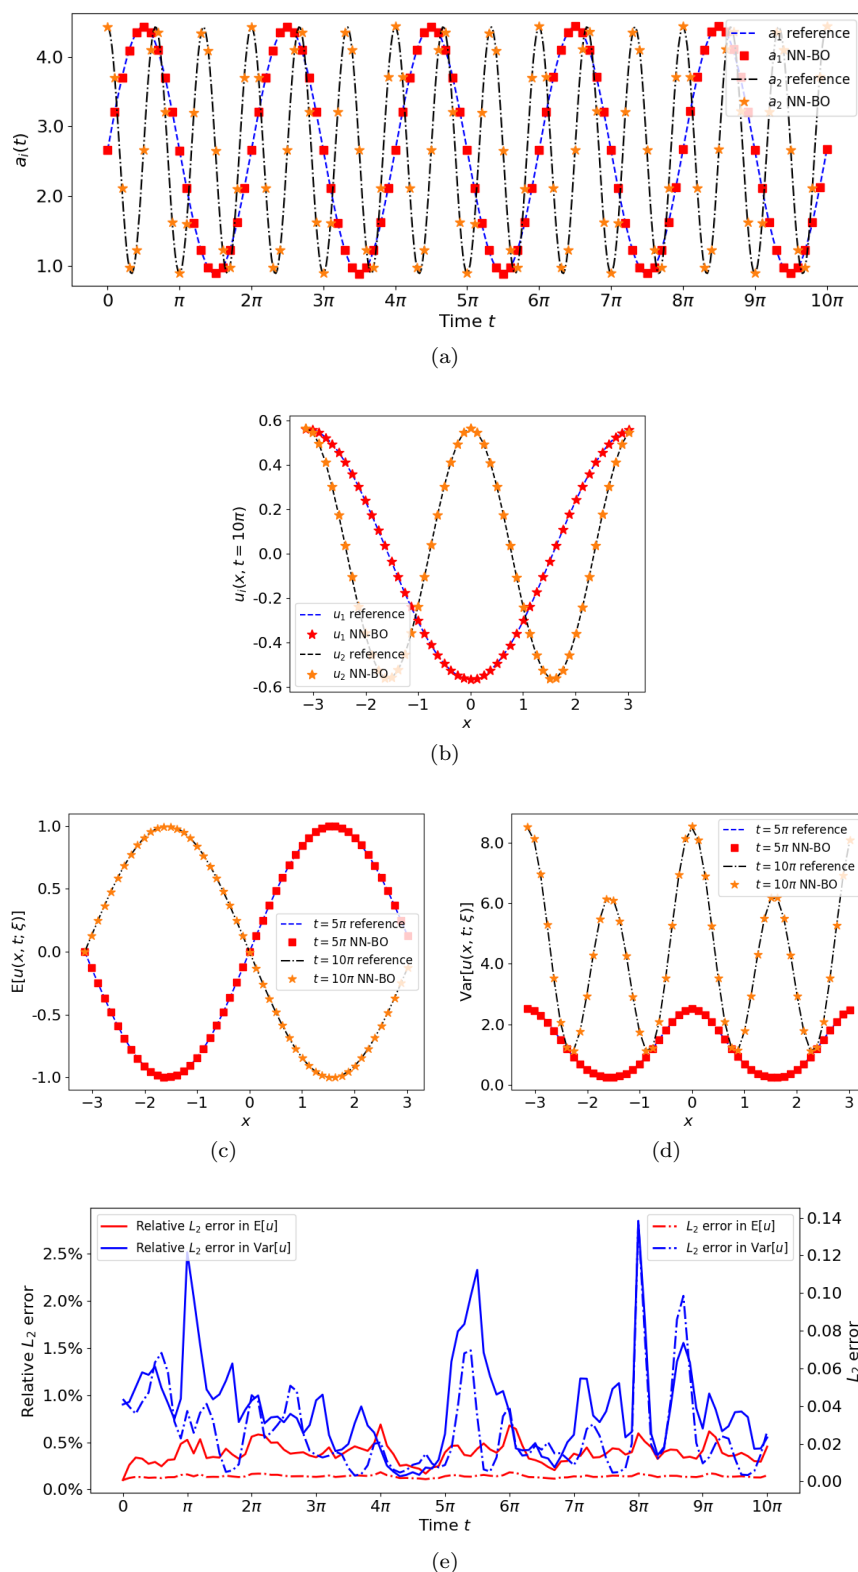 4.0
3.0
2.0
1.0
a_i(t)
a_1 reference
a_1 NN-BO
a_2 reference
a_2 NN-BO
0 π 2π 3π 4π 5π 6π 7π 8π 9π 10π
Time t
(a)
0.6
0.4
0.2
0.0
-0.2
-0.4
-0.6
u_i(x, t = 10π)
u_1 reference
u_1 NN-BO
u_2 reference
u_2 NN-BO
−3 −2 −1 0 1 2 3
x
(b)
1.0
0.5
0.0
-0.5
-1.0
E[u(x, t; ξ)]
t = 5π reference
t = 5π NN-BO
t = 10π reference
t = 10π NN-BO
−3 −2 −1 0 1 2 3
x
(c)
8.0
6.0
4.0
2.0
0.0
Var[u(x, t; ξ)]
t = 5π reference
t = 5π NN-BO
t = 10π reference
t = 10π NN-BO
−3 −2 −1 0 1 2 3
x
(d)
2.5%
2.0%
1.5%
1.0%
0.5%
0.0%
Relative L_2 error
Relative L_2 error in E[u]
Relative L_2 error in Var[u]
L_2 error in E[u]
L_2 error in Var[u]
0.14
0.12
0.10
0.08
0.06
0.04
0.02
0.00
L_2 error
0 π 2π 3π 4π 5π 6π 7π 8π 9π 10π
Time t
(e)